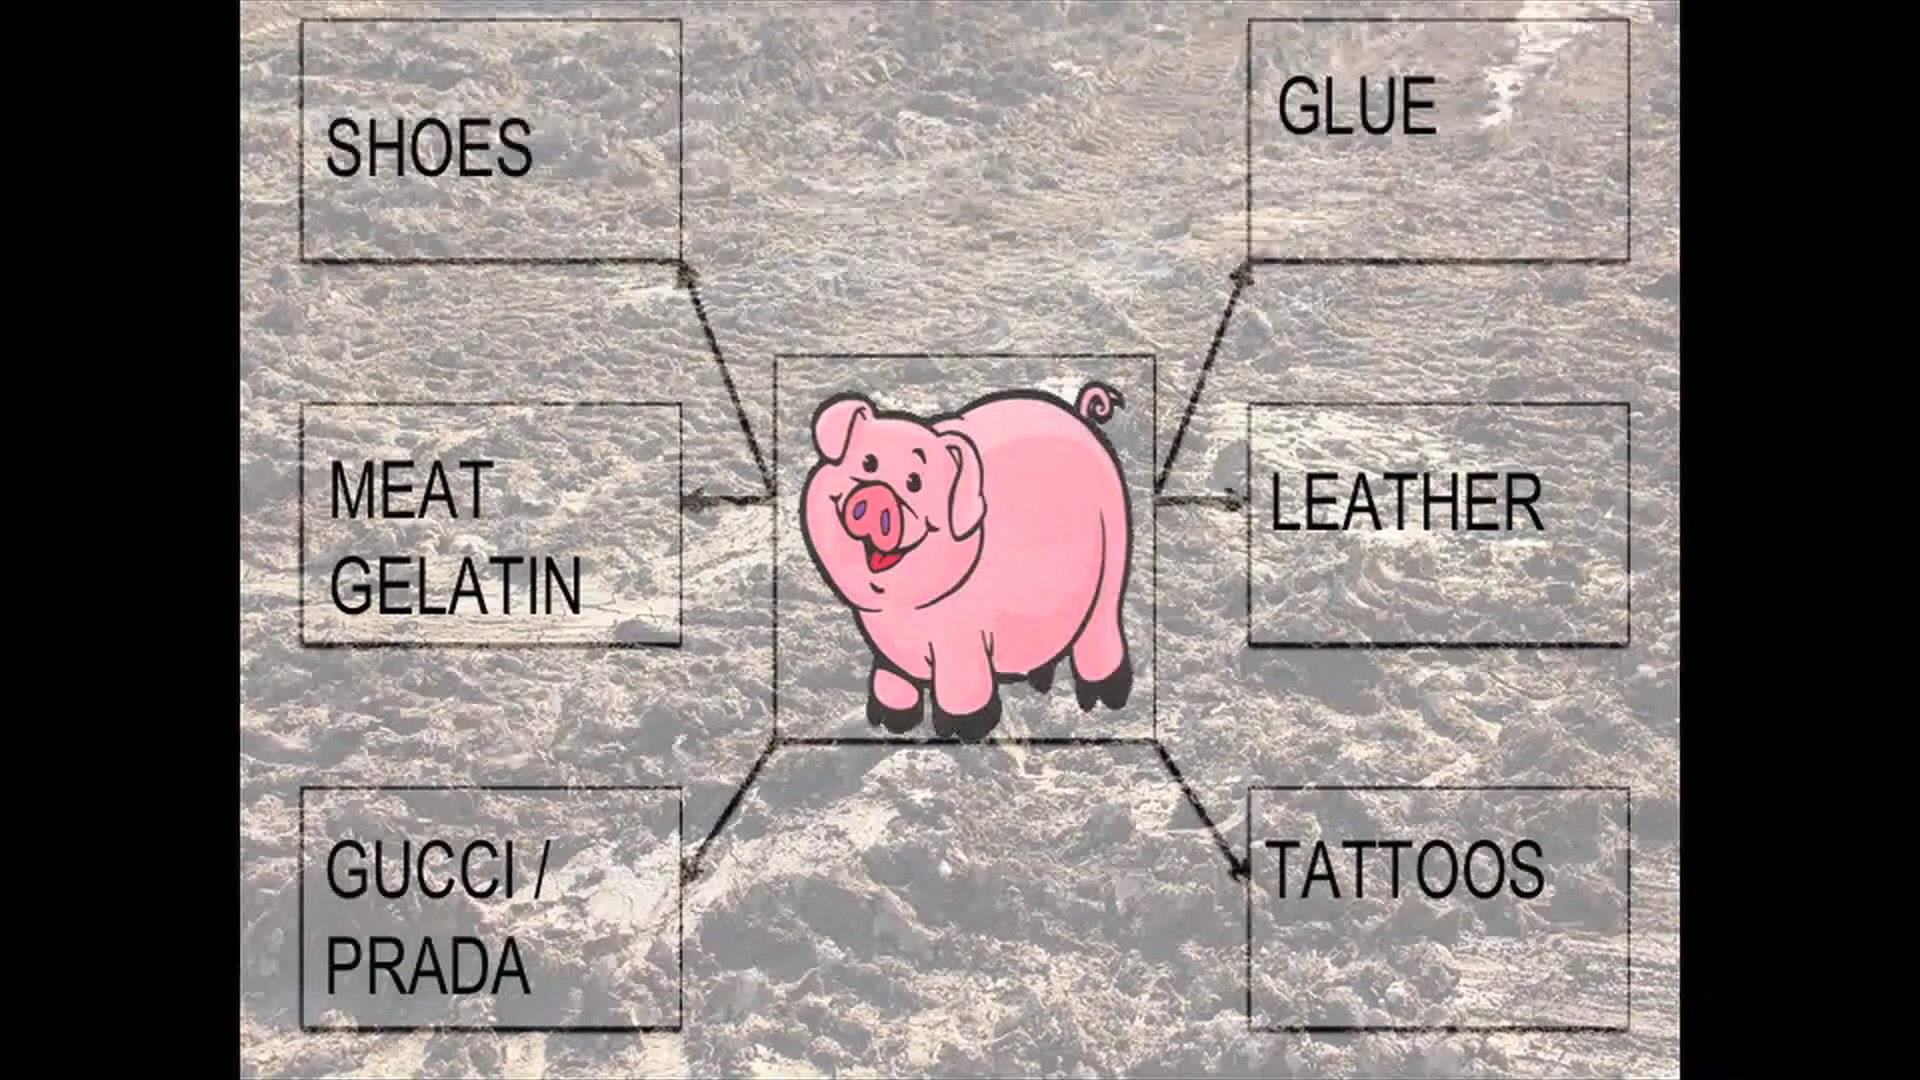 SHOES
GLUE
MEAT
GELATIN
LEATHER
GUCCI /
PRADA
TATTOOS